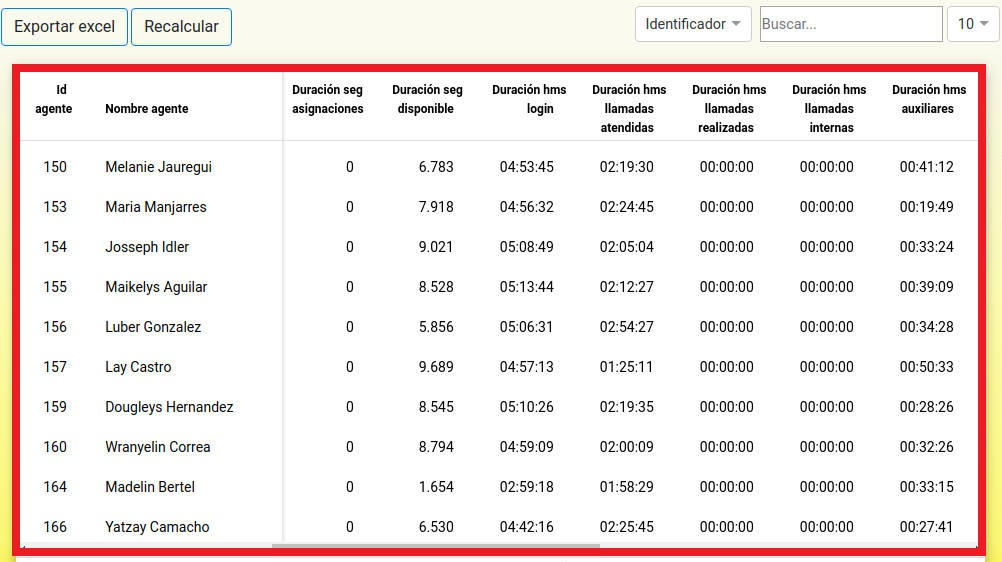 Exportar excel Recalcular Identificador Buscar... 10
Id agente Nombre agente Duración seg asignaciones Duración seg disponible Duración hms login Duración hms llamadas atendidas Duración hms llamadas realizadas Duración hms llamadas internas Duración hms auxiliares
150 Melanie Jauregui 0 6.783 04:53:45 02:19:30 00:00:00 00:00:00 00:41:12
153 Maria Manjarres 0 7.918 04:56:32 02:24:45 00:00:00 00:00:00 00:19:49
154 Josseph Idler 0 9.021 05:08:49 02:05:04 00:00:00 00:00:00 00:33:24
155 Maikelys Aguilar 0 8.528 05:13:44 02:12:27 00:00:00 00:00:00 00:39:09
156 Luber Gonzalez 0 5.856 05:06:31 02:54:27 00:00:00 00:00:00 00:34:28
157 Lay Castro 0 9.689 04:57:13 01:25:11 00:00:00 00:00:00 00:50:33
159 Dougleys Hernandez 0 8.545 05:10:26 02:19:35 00:00:00 00:00:00 00:28:26
160 Wranyelin Correa 0 8.794 04:59:09 02:00:09 00:00:00 00:00:00 00:32:26
164 Madelin Bertel 0 1.654 02:59:18 01:58:29 00:00:00 00:00:00 00:33:15
166 Yatzay Camacho 0 6.530 04:42:16 02:25:45 00:00:00 00:00:00 00:27:41